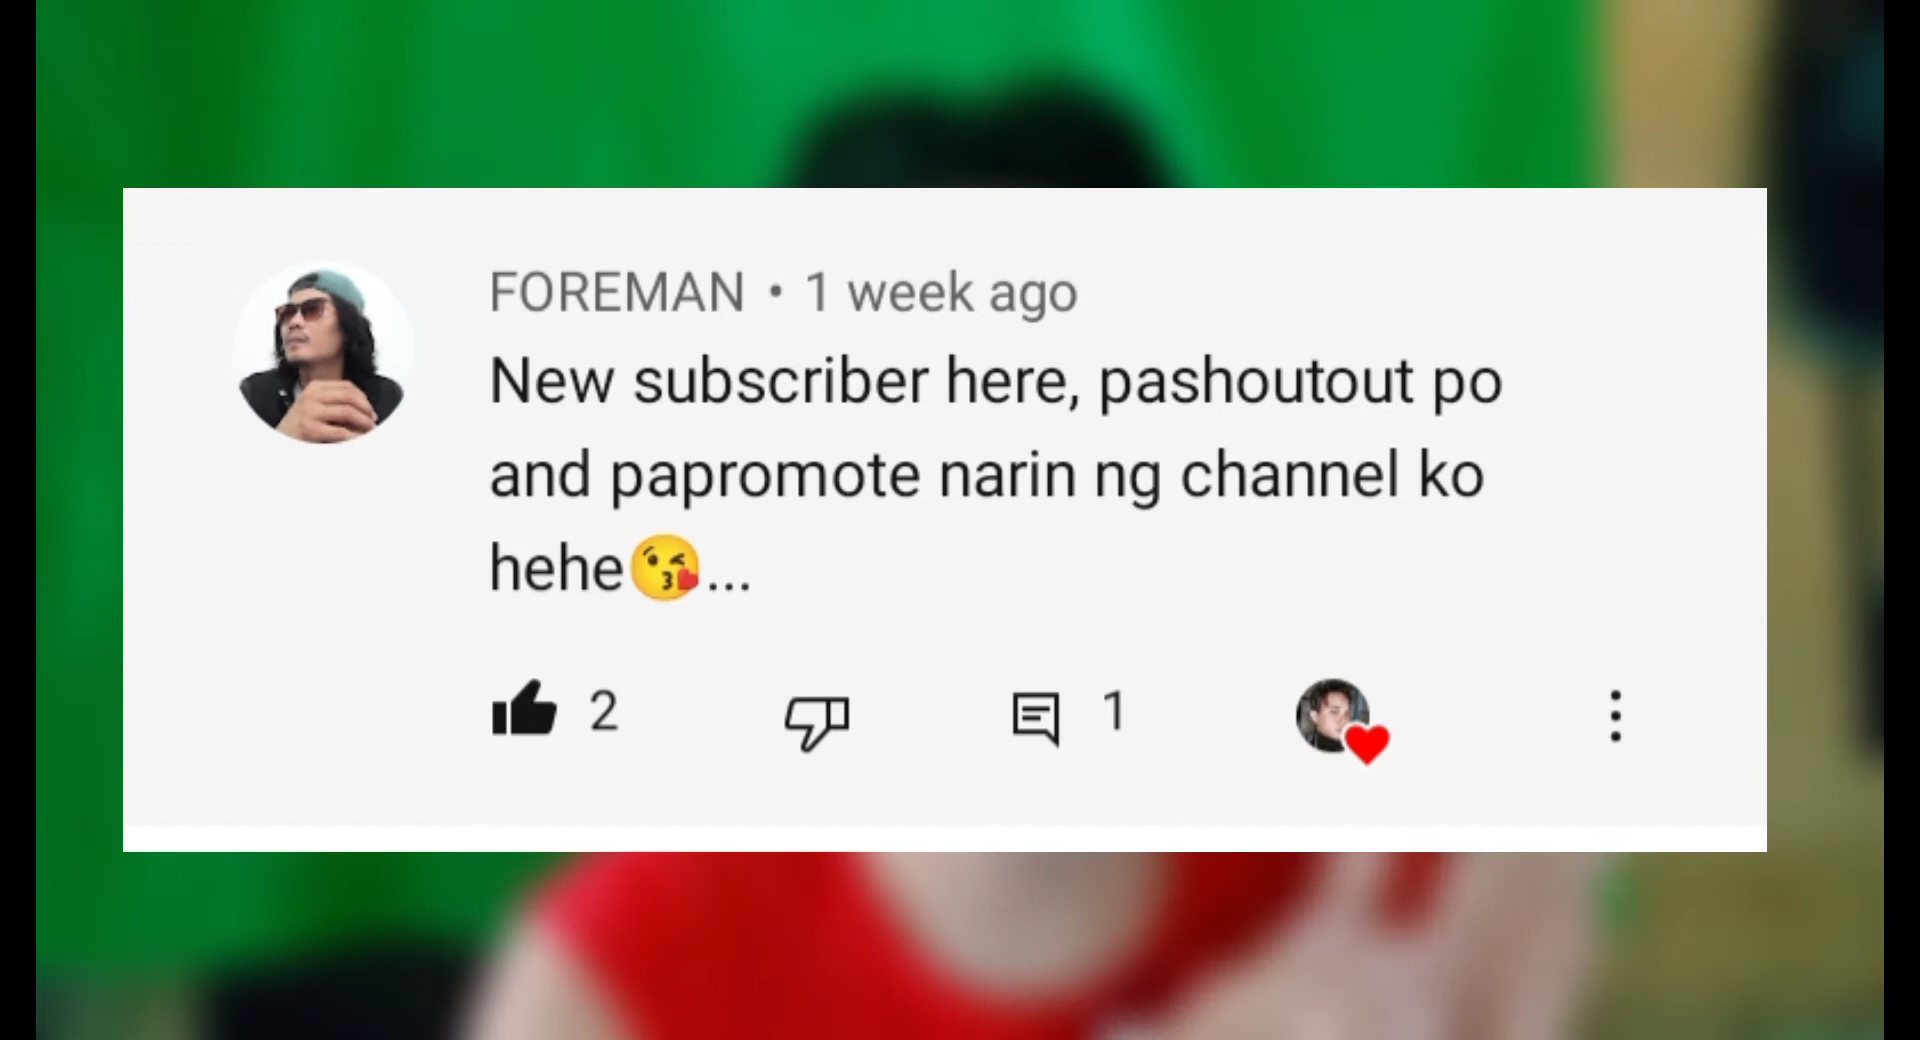 FOREMAN • 1 week ago
New subscriber here, pashoutout po
and papromote narin ng channel ko
hehe😘...
2
1